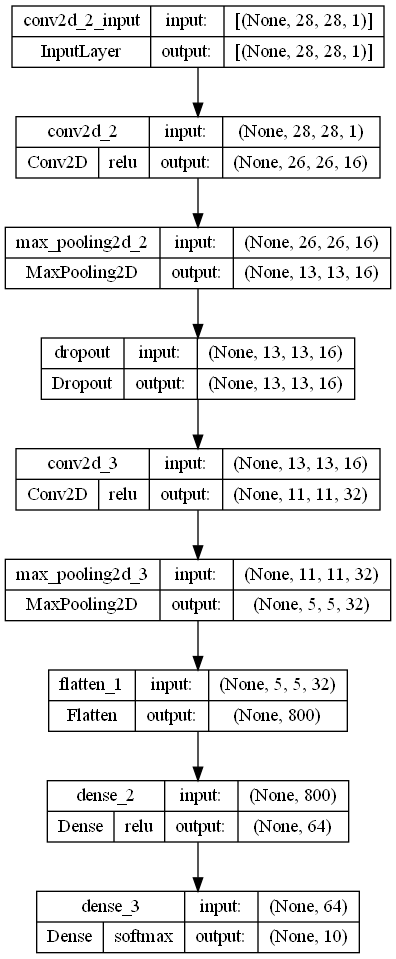 conv2d_2_input input: [(None, 28, 28, 1)]
InputLayer output: [(None, 28, 28, 1)]
conv2d_2 input: (None, 28, 28, 1)
Conv2D relu output: (None, 26, 26, 16)
max_pooling2d_2 input: (None, 26, 26, 16)
MaxPooling2D output: (None, 13, 13, 16)
dropout input: (None, 13, 13, 16)
Dropout output: (None, 13, 13, 16)
conv2d_3 input: (None, 13, 13, 16)
Conv2D relu output: (None, 11, 11, 32)
max_pooling2d_3 input: (None, 11, 11, 32)
MaxPooling2D output: (None, 5, 5, 32)
flatten_1 input: (None, 5, 5, 32)
Flatten output: (None, 800)
dense_2 input: (None, 800)
Dense relu output: (None, 64)
dense_3 input: (None, 64)
Dense softmax output: (None, 10)